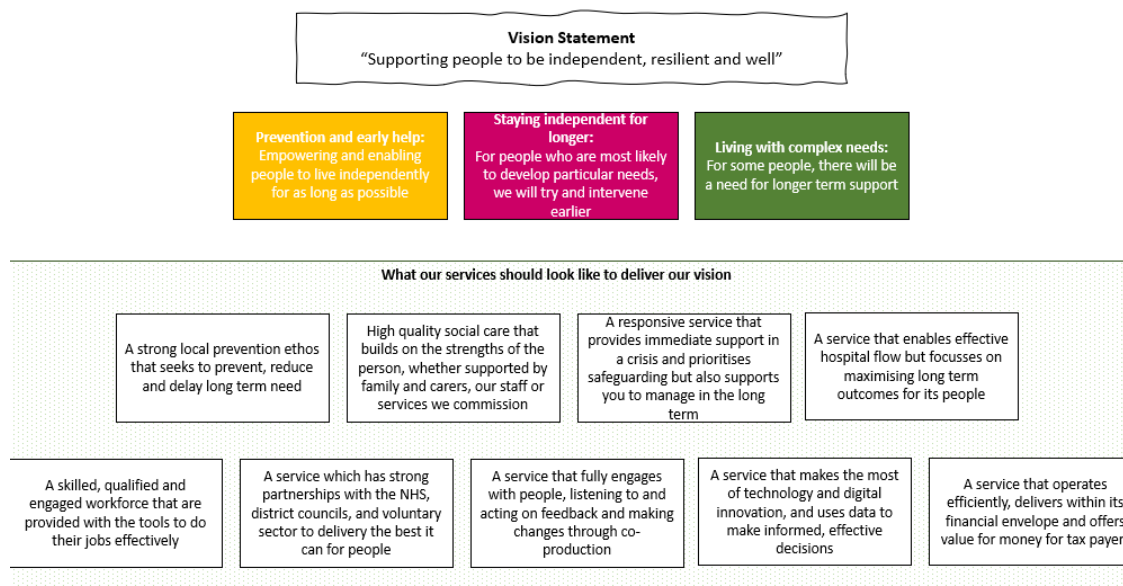 Vision Statement
“Supporting people to be independent, resilient and well”
Prevention and early help:
Empowering and enabling
people to live independently
for as long as possible
Staying independent for
longer:
For people who are most likely
to develop particular needs,
we will try and intervene
earlier
Living with complex needs:
For some people, there will be
a need for longer term support
What our services should look like to deliver our vision
A strong local prevention ethos
that seeks to prevent, reduce
and delay long term need
High quality social care that
builds on the strengths of the
person, whether supported by
family and carers, our staff or
services we commission
A responsive service that
provides immediate support in
a crisis and prioritises
safeguarding but also supports
you to manage in the long
term
A service that enables effective
hospital flow but focusses on
maximising long term
outcomes for its people
A skilled, qualified and
engaged workforce that are
provided with the tools to do
their jobs effectively
A service which has strong
partnerships with the NHS,
district councils, and voluntary
sector to delivery the best it
can for people
A service that fully engages
with people, listening to and
acting on feedback and making
changes through co-
production
A service that makes the most
of technology and digital
innovation, and uses data to
make informed, effective
decisions
A service that operates
efficiently, delivers within its
financial envelope and offers
value for money for tax payer